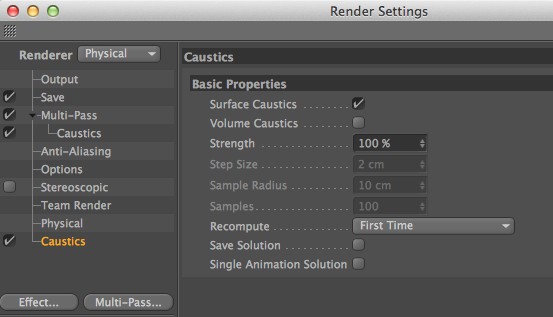 Render Settings
Renderer Physical
Output
Save
Multi-Pass
Caustics
Anti-Aliasing
Options
Stereoscopic
Team Render
Physical
Caustics
Effect...
Multi-Pass...
Caustics
Basic Properties
Surface Caustics . . . . . . . .
Volume Caustics . . . . . . . .
Strength . . . . . . . . . . . . . 100 %
Step Size . . . . . . . . . . . . . 2 cm
Sample Radius . . . . . . . . . 10 cm
Samples. . . . . . . . . . . . . . 100
Recompute . . . . . . . . . . . First Time
Save Solution . . . . . . . . . .
Single Animation Solution